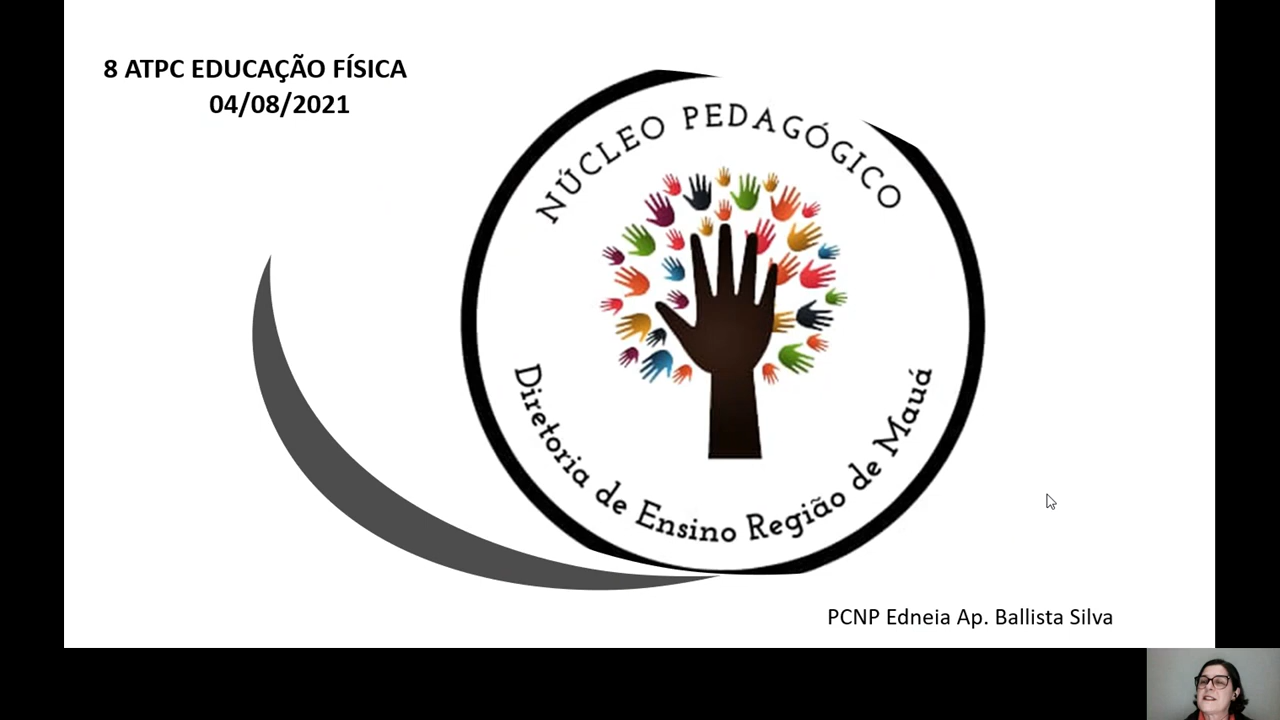 8 ATPC EDUCAÇÃO FÍSICA
04/08/2021
NÚCLEO PEDAGÓGICO
Diretoria de Ensino Região de Mauá
PCNP Edneia Ap. Ballista Silva